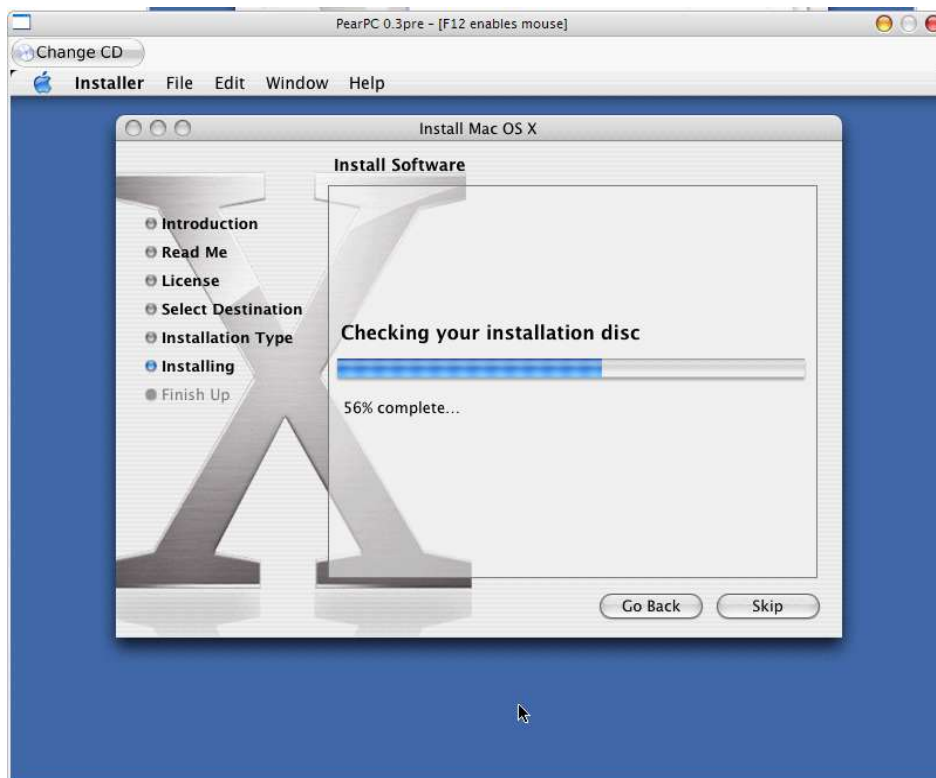 PearPC 0.3pre - [F12 enables mouse]
Change CD
Installer File Edit Window Help
Install Mac OS X
Install Software
Introduction
Read Me
License
Select Destination
Installation Type
Installing
Finish Up
Checking your installation disc
56% complete...
Go Back Skip